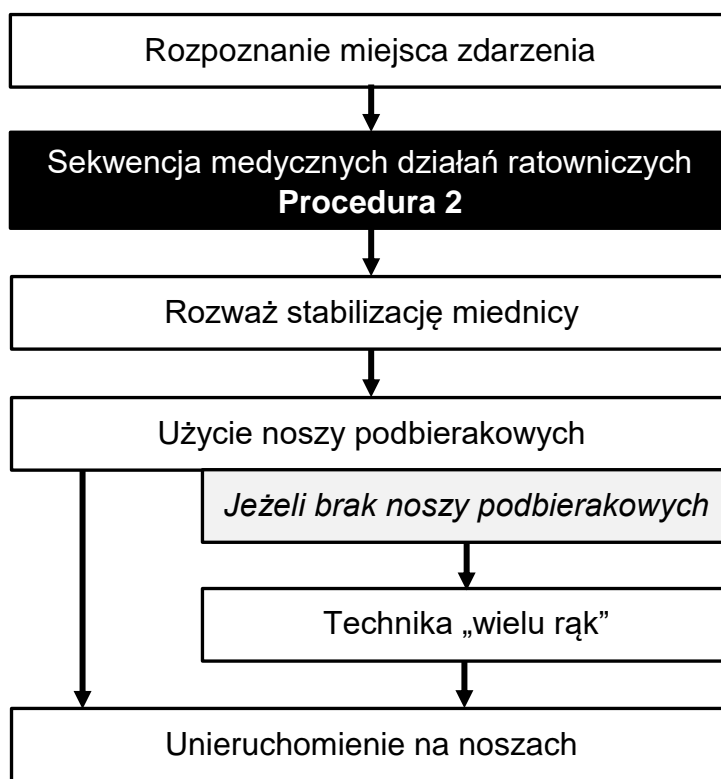 Rozpoznanie miejsca zdarzenia
Sekwencja medycznych działań ratowniczych
Procedura 2
Rozważ stabilizację miednicy
Użycie noszy podbierakowych
Jeżeli brak noszy podbierakowych
Technika „wielu rąk”
Unieruchomienie na noszach